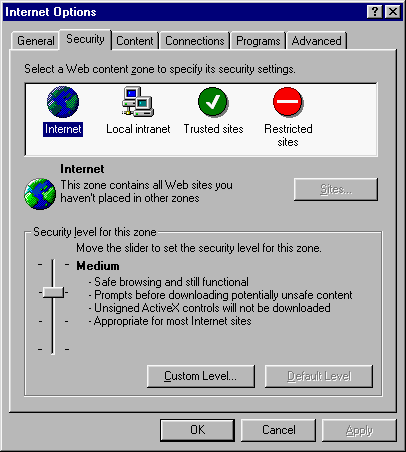 Internet Options
General Security Content Connections Programs Advanced
Select a Web content zone to specify its security settings.
Internet Local intranet Trusted sites Restricted
sites
Internet
This zone contains all Web sites you
haven't placed in other zones
Sites...
Security level for this zone
Move the slider to set the security level for this zone.
Medium
- Safe browsing and still functional
- Prompts before downloading potentially unsafe content
- Unsigned ActiveX controls will not be downloaded
- Appropriate for most Internet sites
Custom Level... Default Level
OK Cancel Apply